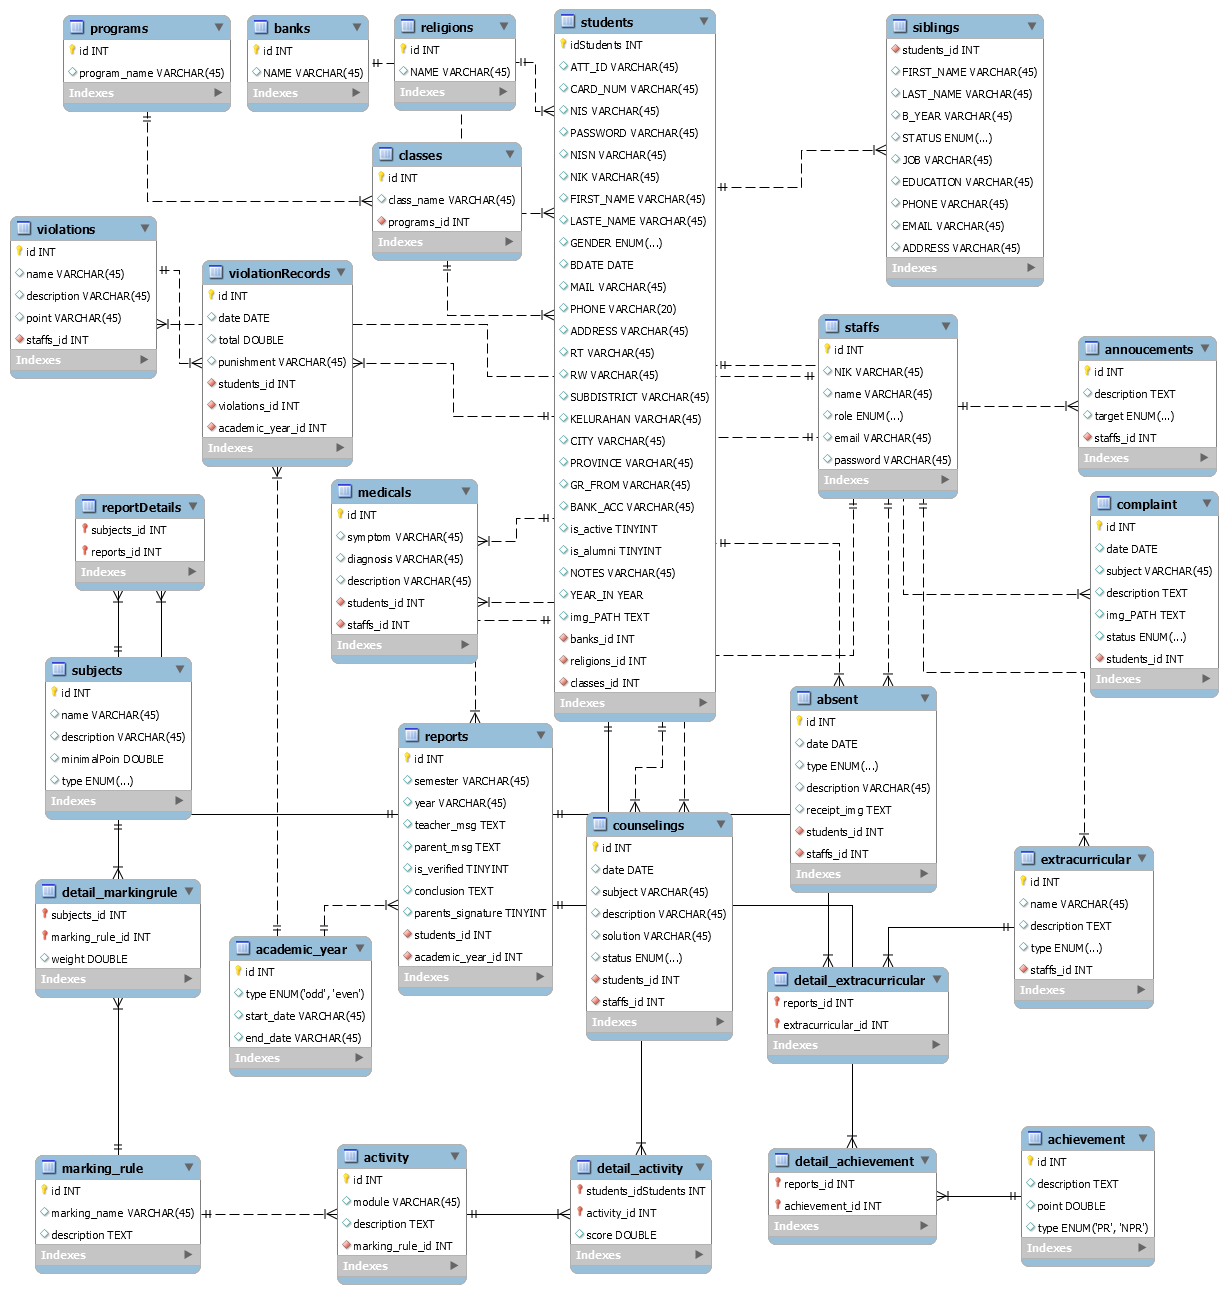 programs
id INT
program_name VARCHAR(45)
Indexes
banks
id INT
NAME VARCHAR(45)
Indexes
religions
id INT
NAME VARCHAR(45)
Indexes
students
idStudents INT
ATT_ID VARCHAR(45)
CARD_NUM VARCHAR(45)
NIS VARCHAR(45)
PASSWORD VARCHAR(45)
NISN VARCHAR(45)
NIK VARCHAR(45)
FIRST_NAME VARCHAR(45)
LASTE_NAME VARCHAR(45)
GENDER ENUM(...)
BDATE DATE
MAIL VARCHAR(45)
PHONE VARCHAR(20)
ADDRESS VARCHAR(45)
RT VARCHAR(45)
RW VARCHAR(45)
SUBDISTRICT VARCHAR(45)
KELURAHAN VARCHAR(45)
CITY VARCHAR(45)
PROVINCE VARCHAR(45)
GR_FROM VARCHAR(45)
BANK_ACC VARCHAR(45)
is_active TINYINT
is_alumni TINYINT
NOTES VARCHAR(45)
YEAR_IN YEAR
img_PATH TEXT
banks_id INT
religions_id INT
classes_id INT
Indexes
siblings
students_id INT
FIRST_NAME VARCHAR(45)
LAST_NAME VARCHAR(45)
B_YEAR VARCHAR(45)
STATUS ENUM(...)
JOB VARCHAR(45)
EDUCATION VARCHAR(45)
PHONE VARCHAR(45)
EMAIL VARCHAR(45)
ADDRESS VARCHAR(45)
Indexes
classes
id INT
class_name VARCHAR(45)
programs_id INT
Indexes
violations
id INT
name VARCHAR(45)
description VARCHAR(45)
point VARCHAR(45)
staffs_id INT
Indexes
violationRecords
id INT
date DATE
total DOUBLE
punishment VARCHAR(45)
students_id INT
violations_id INT
academic_year_id INT
Indexes
staffs
id INT
NIK VARCHAR(45)
name VARCHAR(45)
role ENUM(...)
email VARCHAR(45)
password VARCHAR(45)
Indexes
annoucements
id INT
description TEXT
target ENUM(...)
staffs_id INT
Indexes
medicals
id INT
symptom VARCHAR(45)
diagnosis VARCHAR(45)
description VARCHAR(45)
students_id INT
staffs_id INT
Indexes
reportDetails
subjects_id INT
reports_id INT
Indexes
complaint
id INT
date DATE
subject VARCHAR(45)
description TEXT
img_PATH TEXT
status ENUM(...)
students_id INT
Indexes
subjects
id INT
name VARCHAR(45)
description VARCHAR(45)
minimalPoin DOUBLE
type ENUM(...)
Indexes
reports
id INT
semester VARCHAR(45)
year VARCHAR(45)
teacher_msg TEXT
parent_msg TEXT
is_verified TINYINT
conclusion TEXT
parents_signature TINYINT
students_id INT
academic_year_id INT
Indexes
absent
id INT
date DATE
type ENUM(...)
description VARCHAR(45)
receipt_img TEXT
students_id INT
staffs_id INT
Indexes
counselings
id INT
date DATE
subject VARCHAR(45)
description VARCHAR(45)
solution VARCHAR(45)
status ENUM(...)
students_id INT
staffs_id INT
Indexes
extracurricular
id INT
name VARCHAR(45)
description TEXT
type ENUM(...)
staffs_id INT
Indexes
detail_markingrule
subjects_id INT
marking_rule_id INT
weight DOUBLE
Indexes
academic_year
id INT
type ENUM('odd', 'even')
start_date VARCHAR(45)
end_date VARCHAR(45)
Indexes
detail_extracurricular
reports_id INT
extracurricular_id INT
Indexes
marking_rule
id INT
marking_name VARCHAR(45)
description TEXT
Indexes
activity
id INT
module VARCHAR(45)
description TEXT
marking_rule_id INT
Indexes
detail_activity
students_idStudents INT
activity_id INT
score DOUBLE
Indexes
detail_achievement
reports_id INT
achievement_id INT
Indexes
achievement
id INT
description TEXT
point DOUBLE
type ENUM('PR', 'NPR')
Indexes